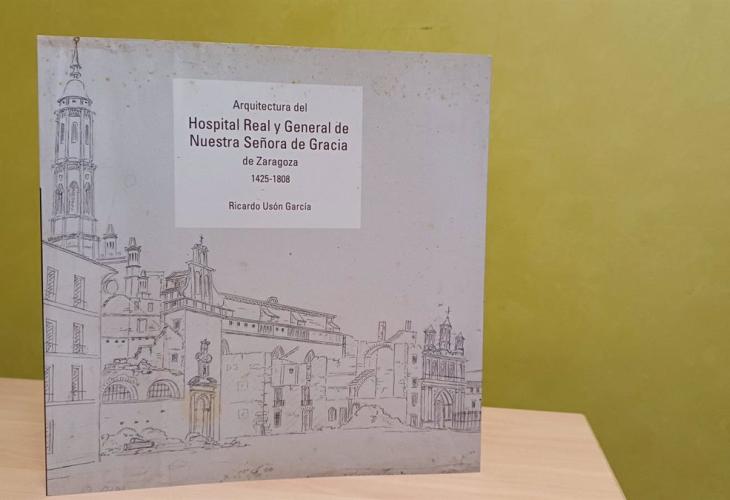 Arquitectura del
Hospital Real y General de
Nuestra Señora de Gracia
de Zaragoza
1425-1808
Ricardo Usón García